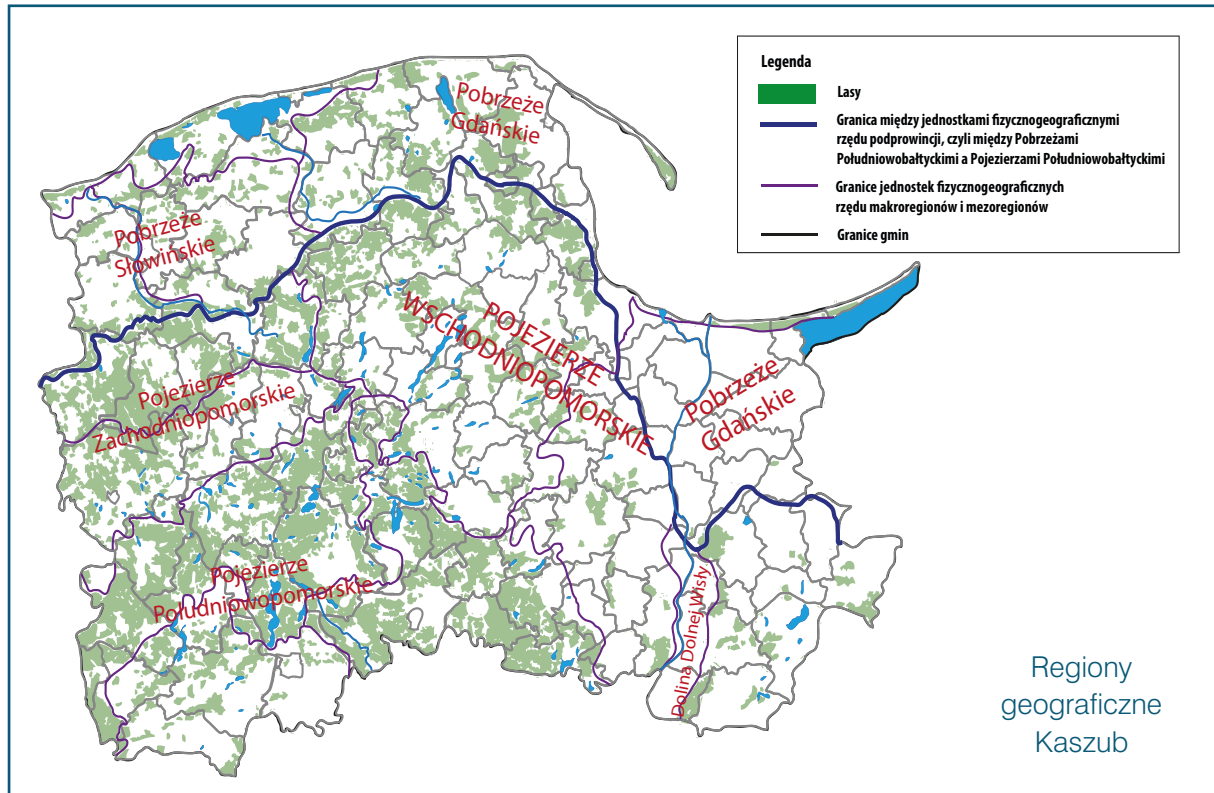 Legenda
Lasy
Granica między jednostkami fizycznogeograficznymi
rzędu podprowincji, czyli między Pobrzeżami
Południowobałtyckimi a Pojezierzami Południowobałtyckimi
Granice jednostek fizycznogeograficznych
rzędu makroregionów i mezoregionów
Granice gmin
Pobrzeże
Gdańskie
Pobrzeże
Słowińskie
POJEZIERZE
WSCHODNIOPOMORSKIE
Pobrzeże
Gdańskie
Pojezierze
Zachodniopomorskie
Pojezierze
Południowopomorskie
Dolina Dolnej Wisły
Regiony
geograficzne
Kaszub